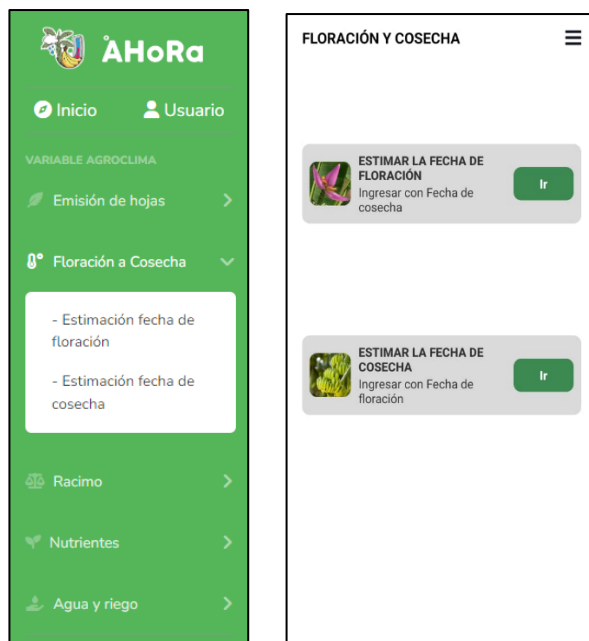 ÅHoRa
Inicio
Usuario
VARIABLE AGROCLIMA
Emisión de hojas
Floración a Cosecha
- Estimación fecha de
floración
- Estimación fecha de
cosecha
Racimo
Nutrientes
Agua y riego
FLORACIÓN Y COSECHA
ESTIMAR LA FECHA DE
FLORACIÓN
Ingresar con Fecha de
cosecha
Ir
ESTIMAR LA FECHA DE
COSECHA
Ingresar con Fecha de
floración
Ir